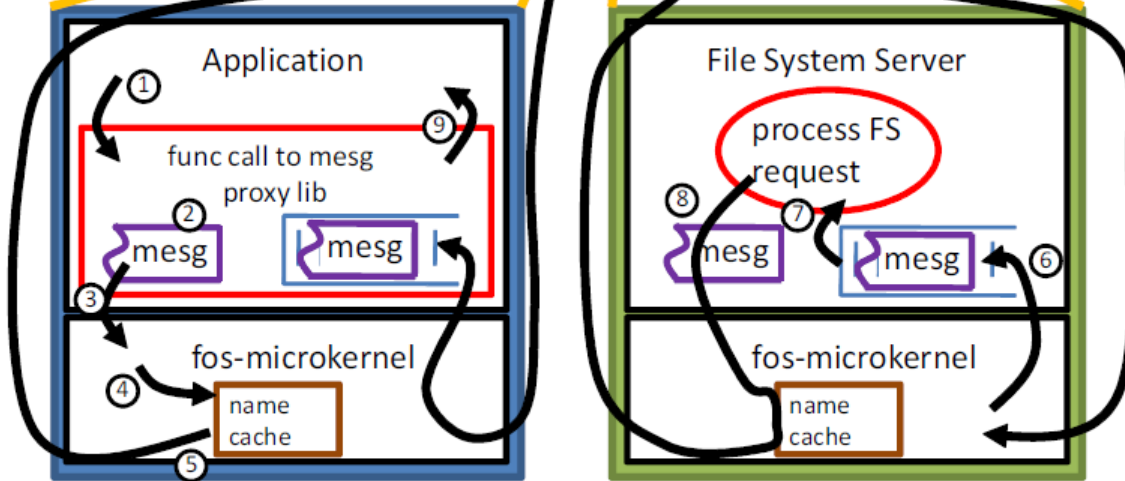 Application
1
9
func call to mesg
proxy lib
2
mesg
mesg
3
fos-microkernel
4
name
cache
5
File System Server
process FS
request
8
7
mesg
mesg
6
fos-microkernel
name
cache